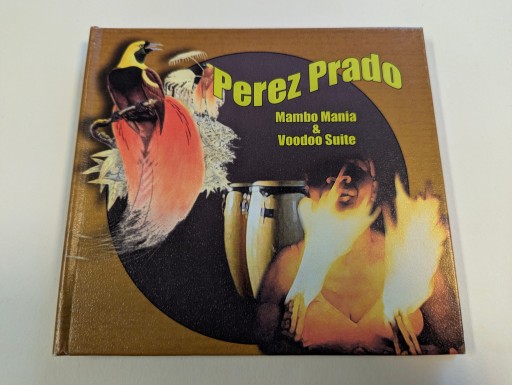 Perez Prado
Mambo Mania
&
Voodoo Suite